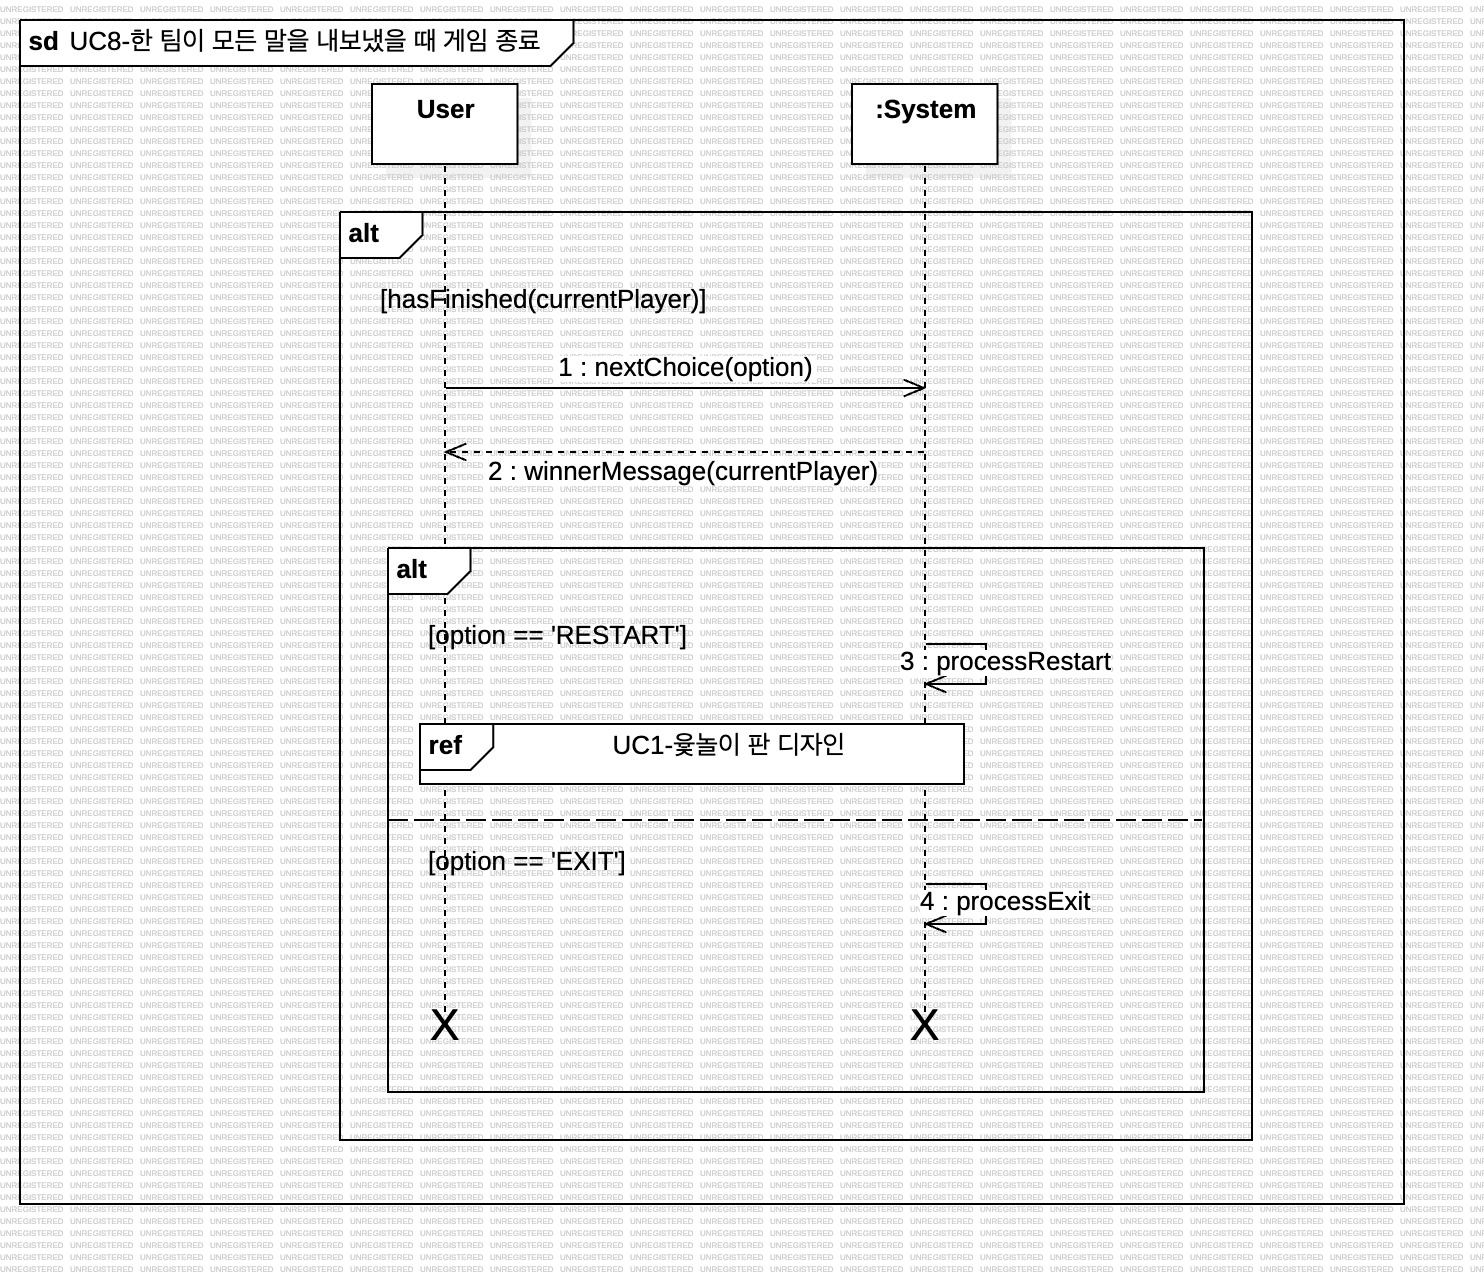 sd UC8-한 팀이 모든 말을 내보냈을 때 게임 종료
User
:System
alt
[hasFinished(currentPlayer)]
1 : nextChoice(option)
2 : winnerMessage(currentPlayer)
alt
[option == 'RESTART']
3 : processRestart
ref
UC1-윷놀이 판 디자인
[option == 'EXIT']
4 : processExit
X
X
UNREGISTERED